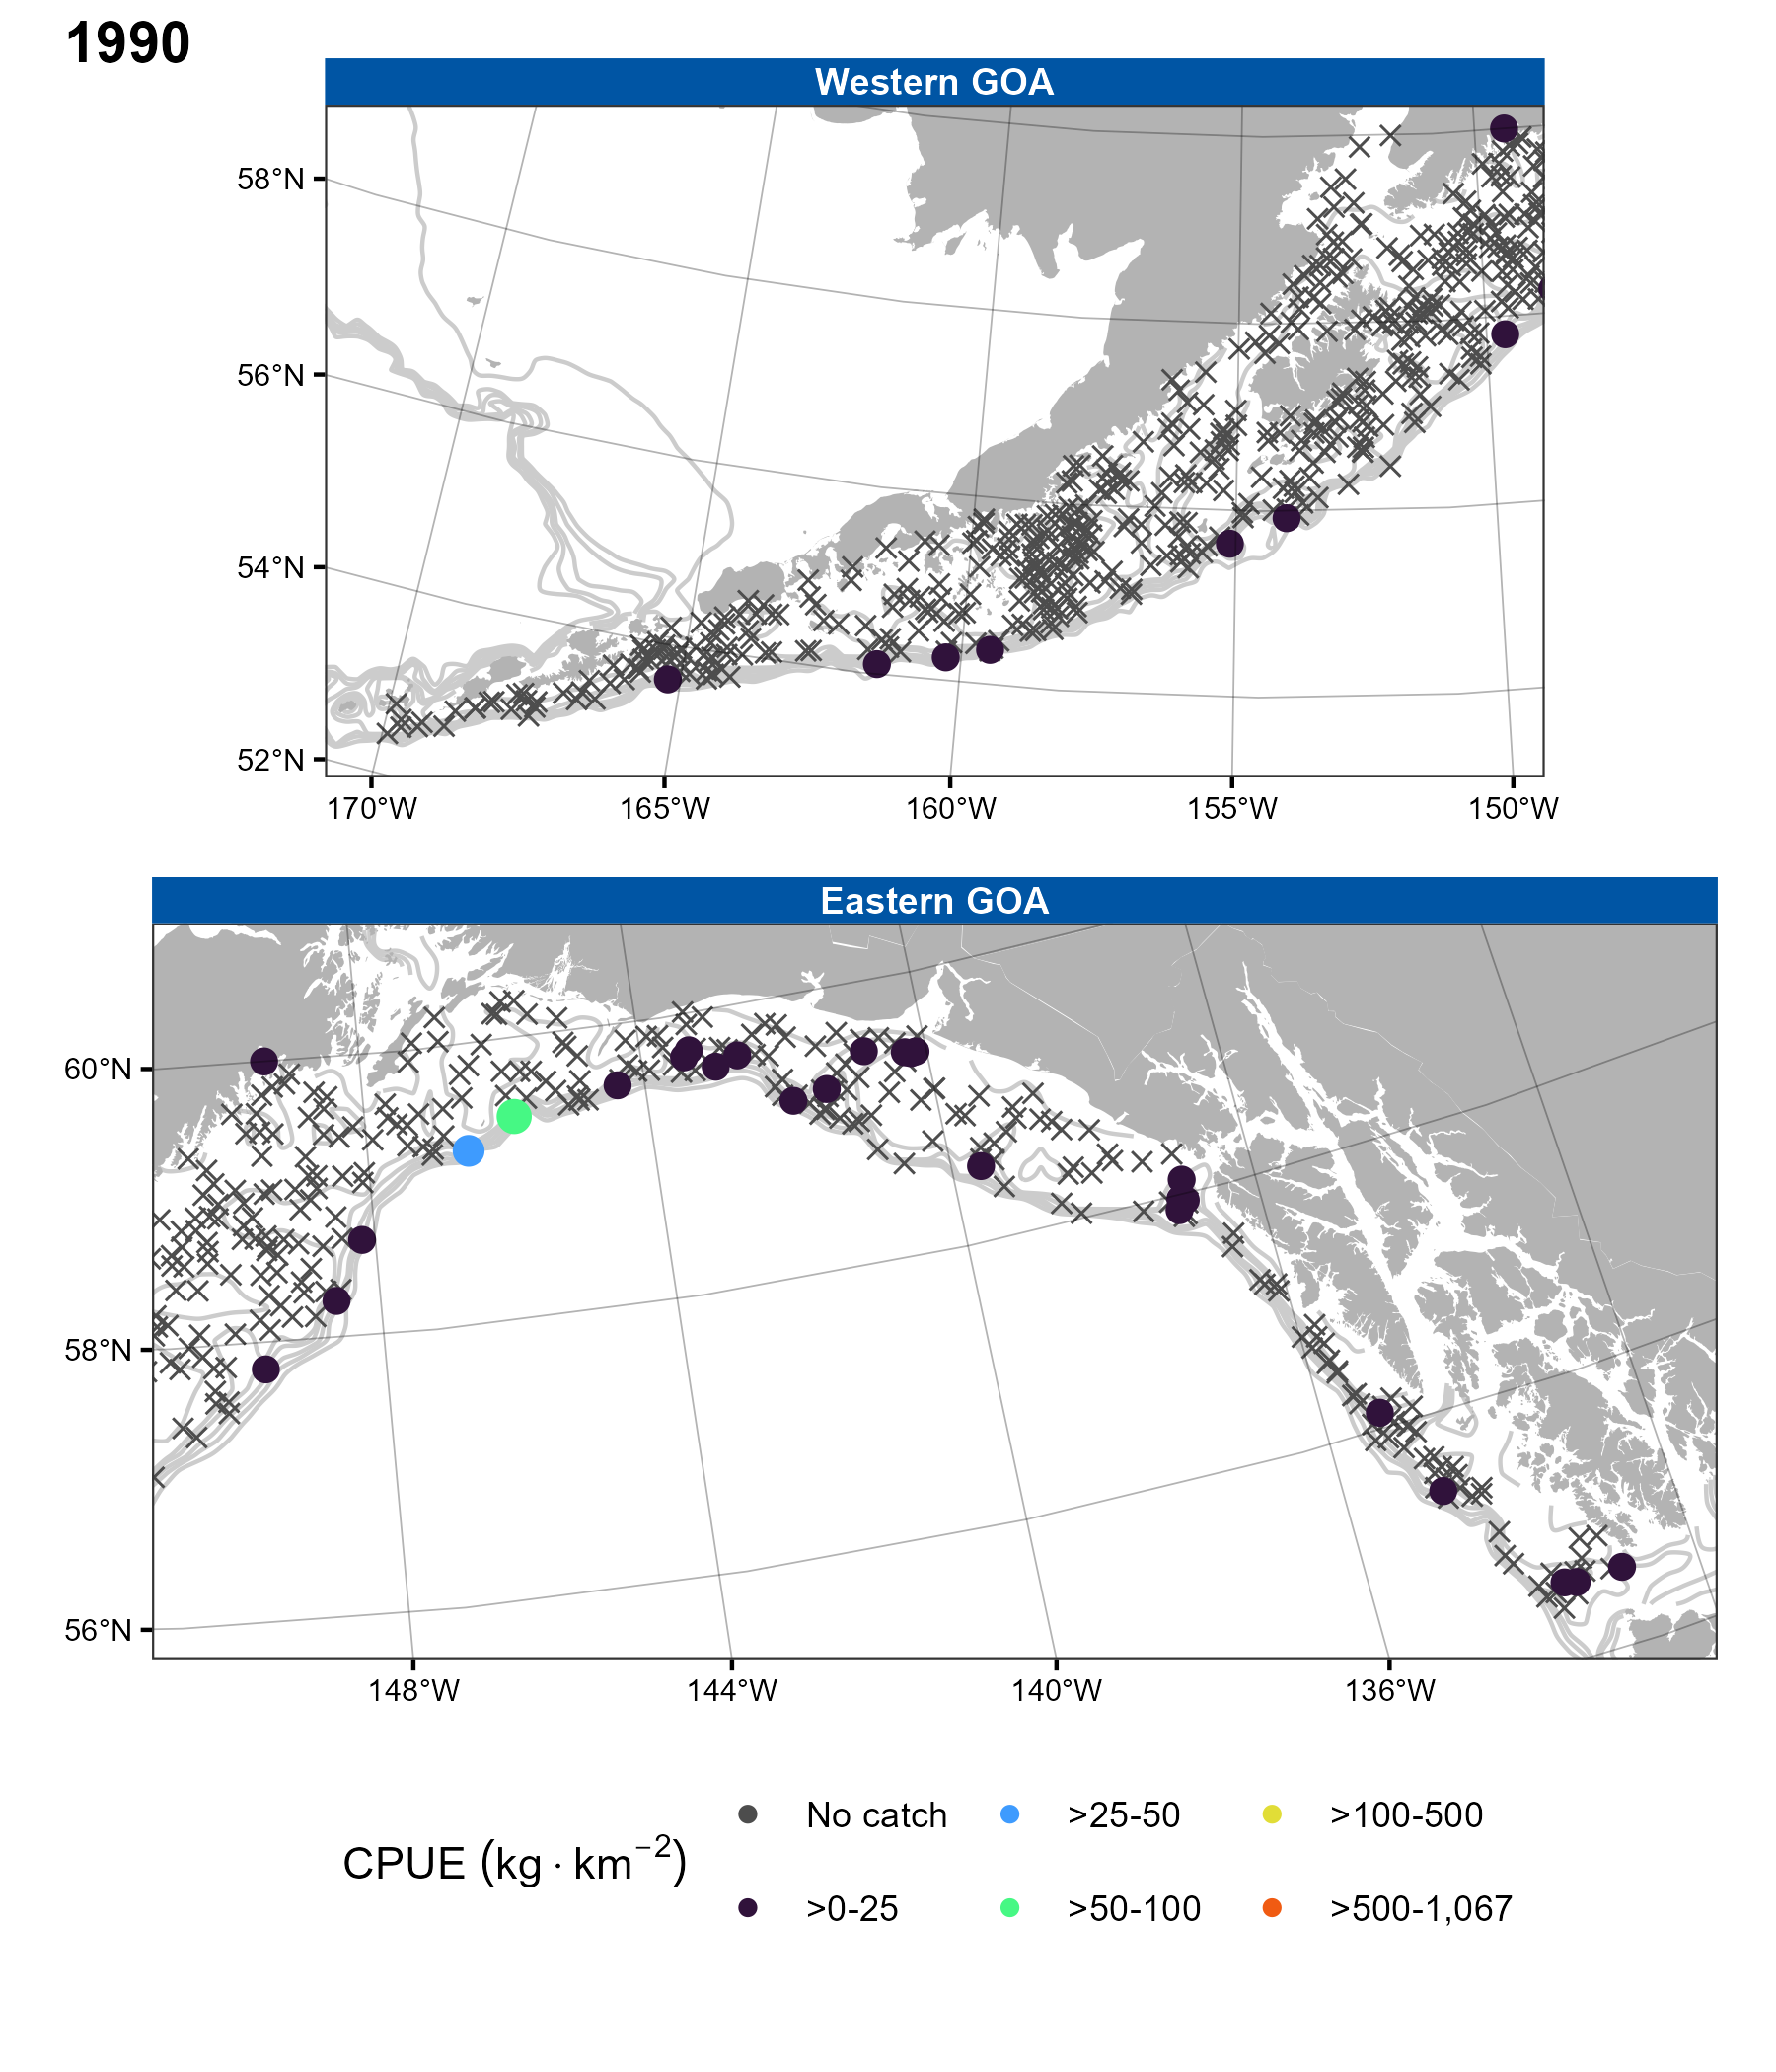 1990
Western GOA
58°N
56°N
54°N
52°N
170°W 165°W 160°W 155°W 150°W
Eastern GOA
60°N
58°N
56°N
148°W 144°W 140°W 136°W
CPUE (kg · km⁻²)
No catch >25-50 >100-500
>0-25 >50-100 >500-1,067